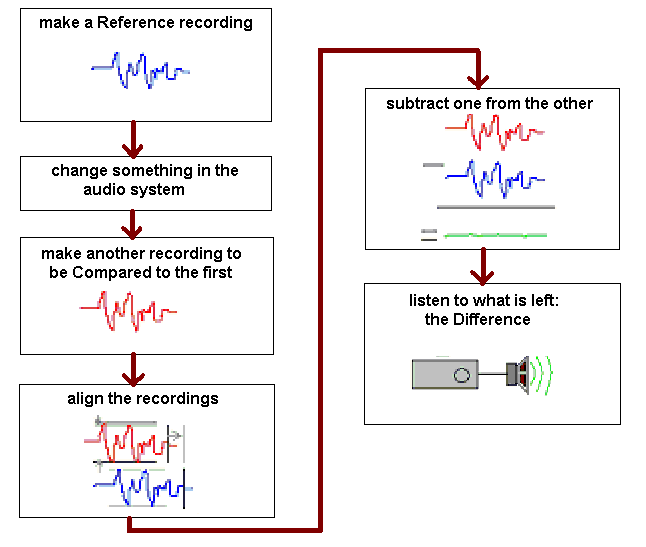 make a Reference recording
change something in the
audio system
make another recording to
be Compared to the first
align the recordings
subtract one from the other
listen to what is left:
the Difference